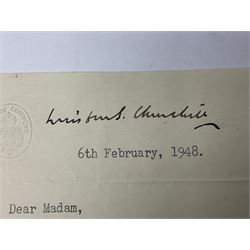 Winston S. Churchill
6th February, 1948.
Dear Madam,